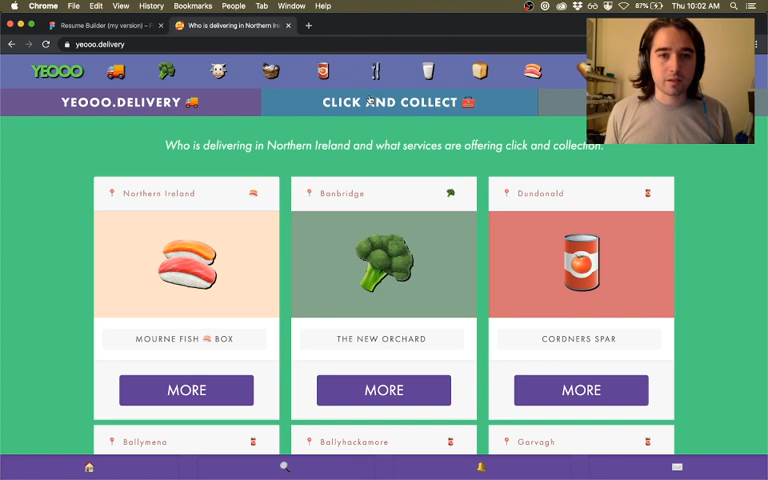 Chrome File Edit View History Bookmarks People Tab Window Help
87% Thu 10:02 AM
Resume Builder (my version) – F
Who is delivering in Northern Ire
yeooo.delivery
YEOOO
YEOOO.DELIVERY
CLICK AND COLLECT
Who is delivering in Northern Ireland and what services are offering click and collection.
Northern Ireland
Banbridge
Dundonald
MOURNE FISH 🍣 BOX
THE NEW ORCHARD
CORDNERS SPAR
MORE
MORE
MORE
Ballymena
Ballyhackamore
Garvagh